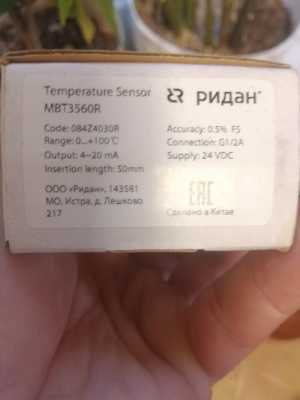 Temperature Sensor
MBT3560R
ридан
Code: 084Z4030R
Range: 0...+100°C
Output: 4~20 mA
Insertion length: 50mm
Accuracy: 0.5% FS
Connection: G1/2A
Supply: 24 VDC
ООО «Ридан», 143581
МО, Истра, д. Лешково
217
EAC
Сделано в Китае